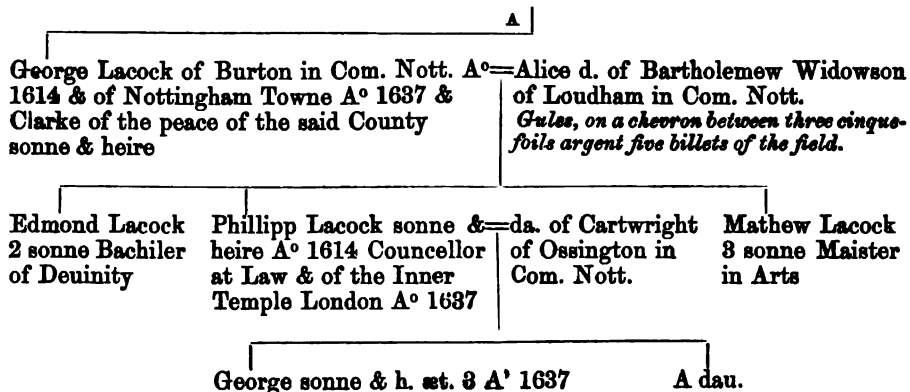 A
George Lacock of Burton in Com. Nott. Aº=Alice d. of Bartholemew Widowson
1614 & of Nottingham Towne Aº 1637 &
Clarke of the peace of the said County
sonne & heire
of Loudham in Com. Nott.
Gules, on a chevron between three cinque-
foils argent five billets of the field.
Edmond Lacock
2 sonne Bachiler
of Deuinity
Phillipp Lacock sonne &=da. of Cartwright
heire Aº 1614 Councellor
at Law & of the Inner
Temple London Aº 1637
of Ossington in
Com. Nott.
Mathew Lacock
3 sonne Maister
in Arts
George sonne & h. æt. 3 A' 1637
A dau.